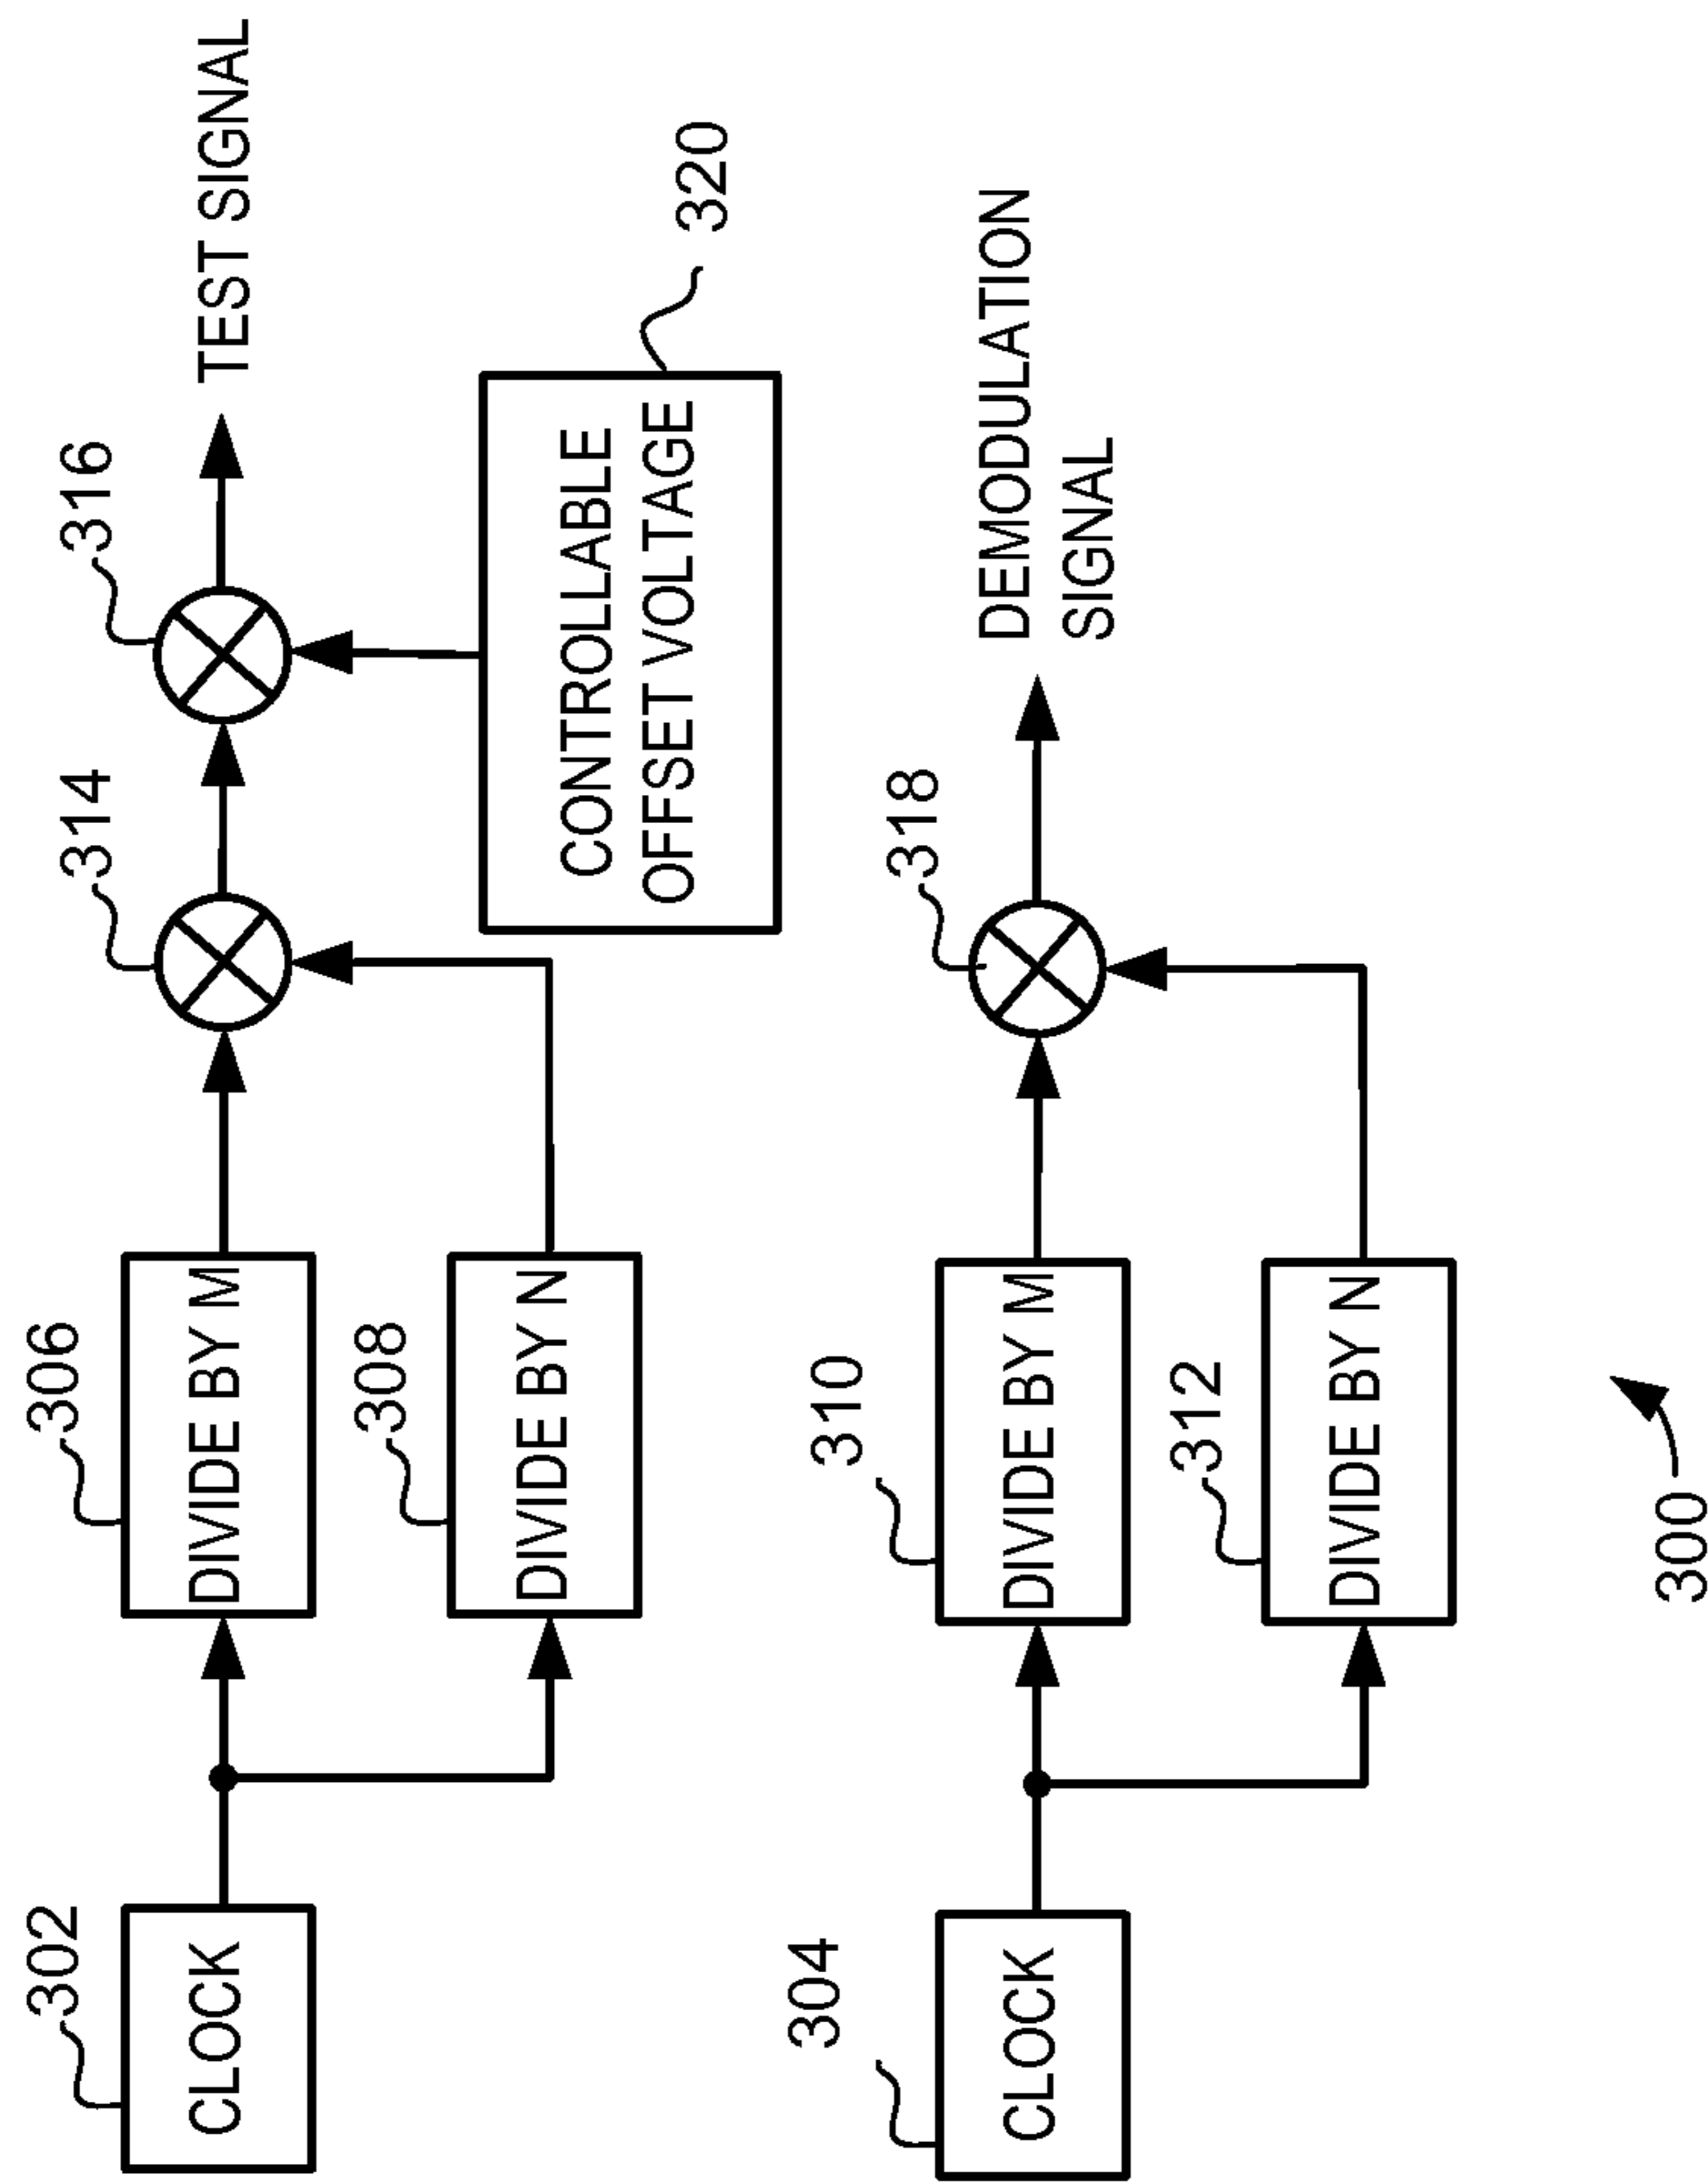 302
CLOCK
306
DIVIDE BY M
308
DIVIDE BY N
314
316
TEST SIGNAL
CONTROLLABLE
OFFSET VOLTAGE
320
304
CLOCK
310
DIVIDE BY M
312
DIVIDE BY N
318
DEMODULATION
SIGNAL
300